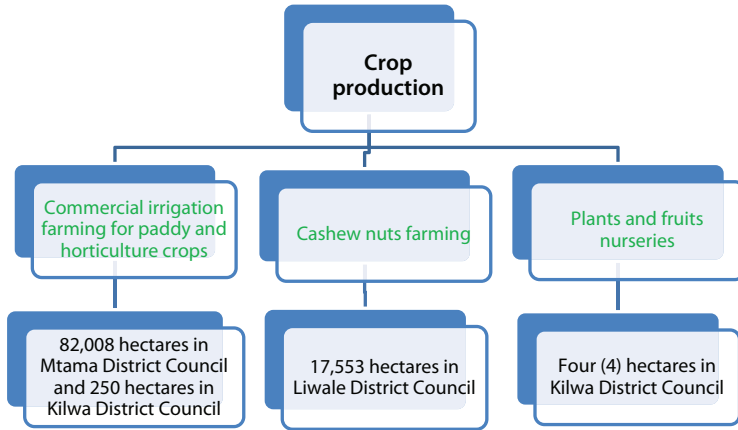 Crop
production
Commercial irrigation
farming for paddy and
horticulture crops
Cashew nuts farming
Plants and fruits
nurseries
82,008 hectares in
Mtama District Council
and 250 hectares in
Kilwa District Council
17,553 hectares in
Liwale District Council
Four (4) hectares in
Kilwa District Council